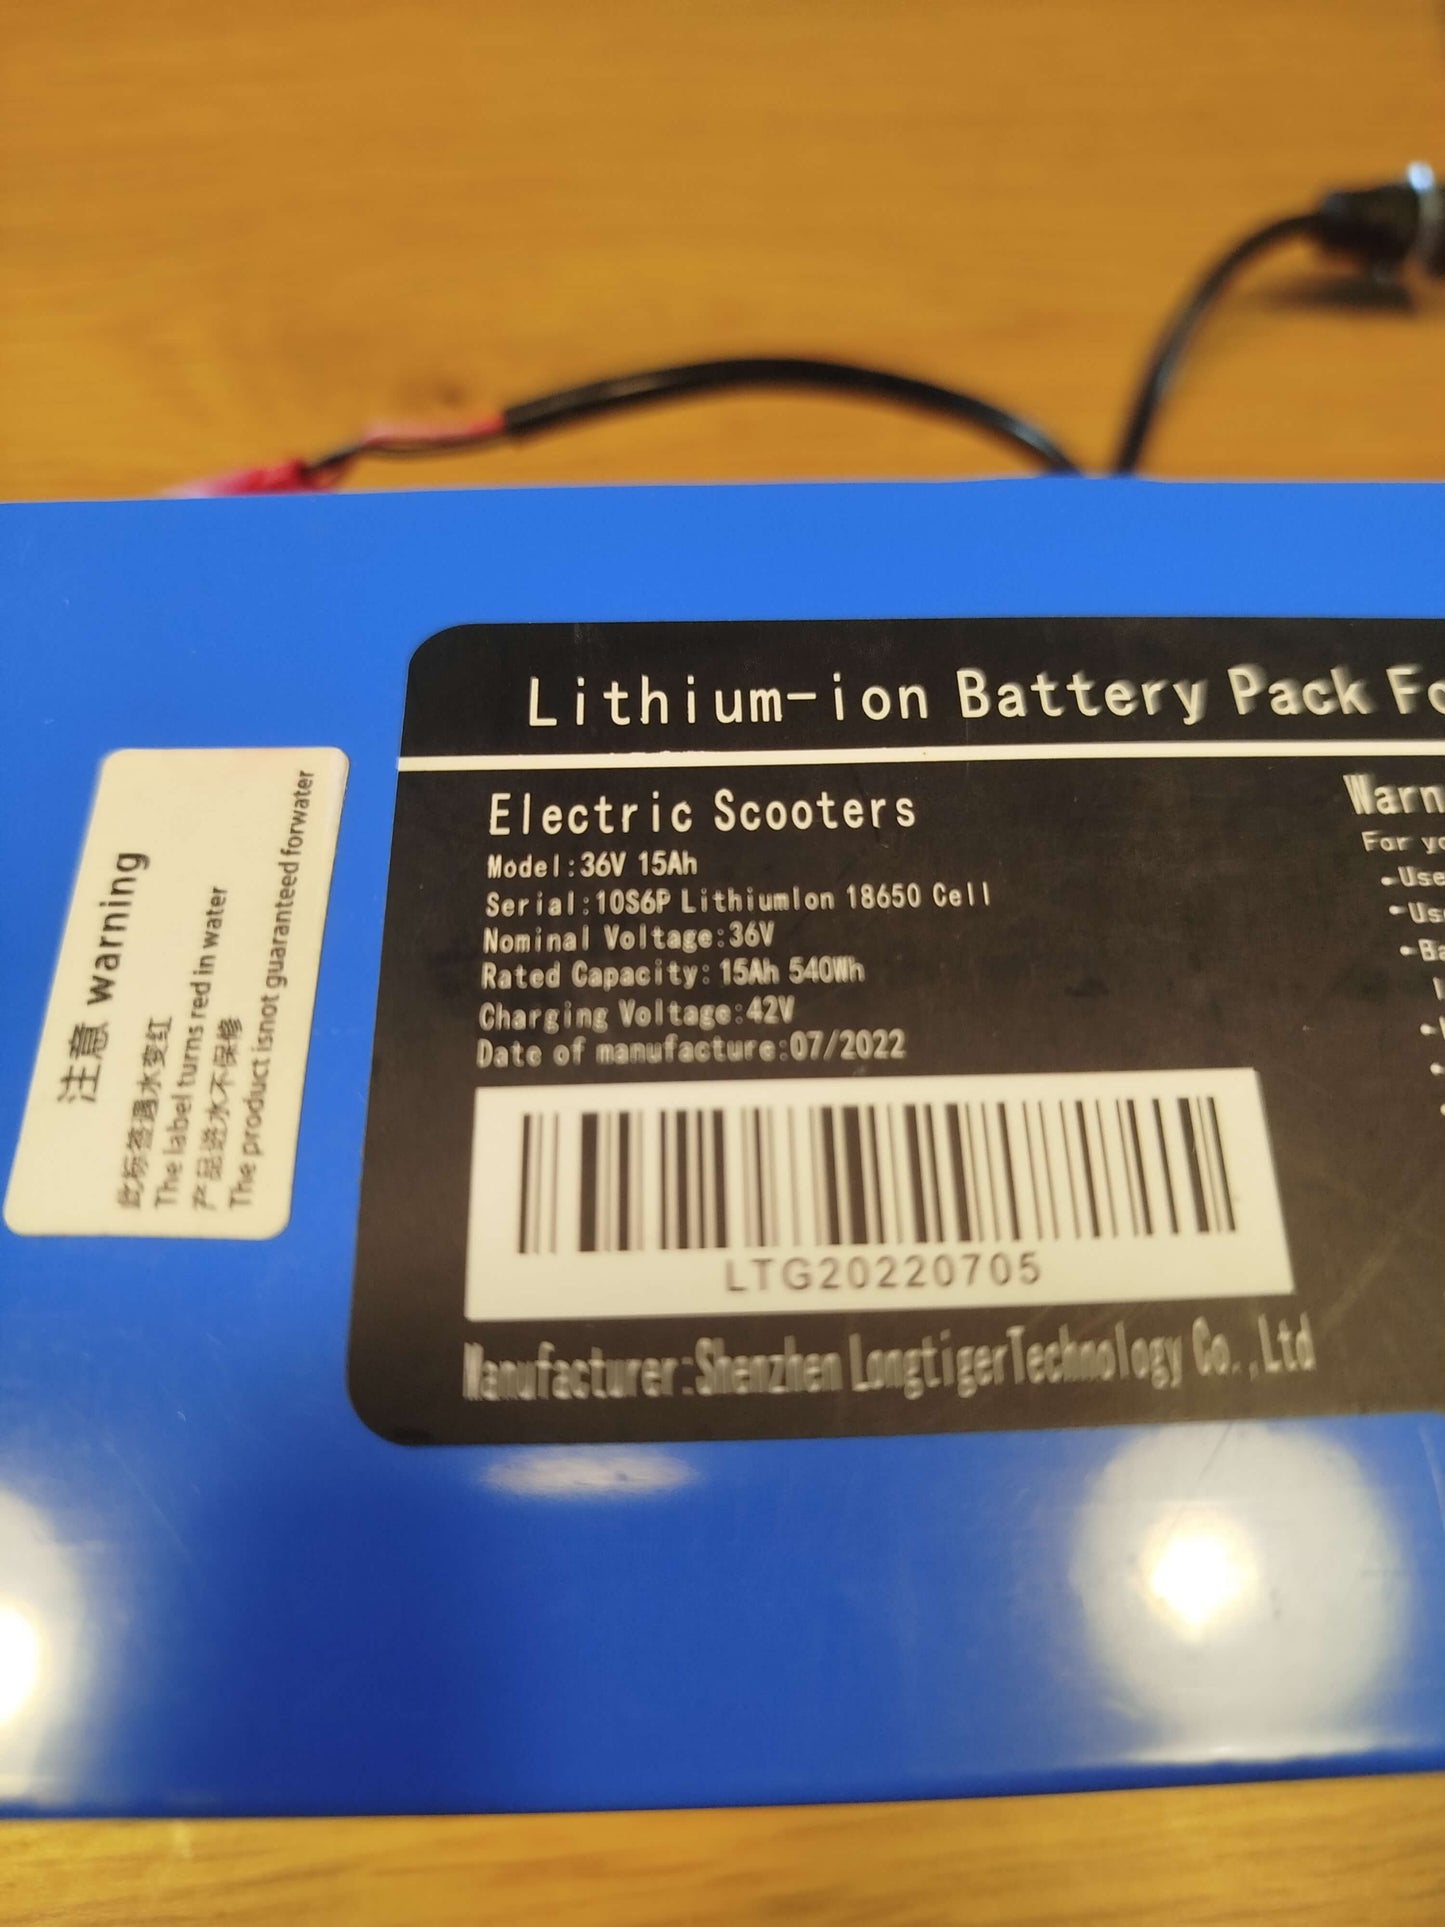 注意 warning
此标签遇水变红
The label turns red in water
产品进水不保修
The product isnot guaranteed forwater
Lithium-ion Battery Pack Fo
Electric Scooters
Model:36V 15Ah
Serial:10S6P LithiumIon 18650 Cell
Nominal Voltage:36V
Rated Capacity: 15Ah 540Wh
Charging Voltage:42V
Date of manufacture:07/2022
LTG20220705
Manufacturer:Shenzhen LongtigerTechnology Co.,Ltd
Warn
For yo
-Use
-Us
-Ba